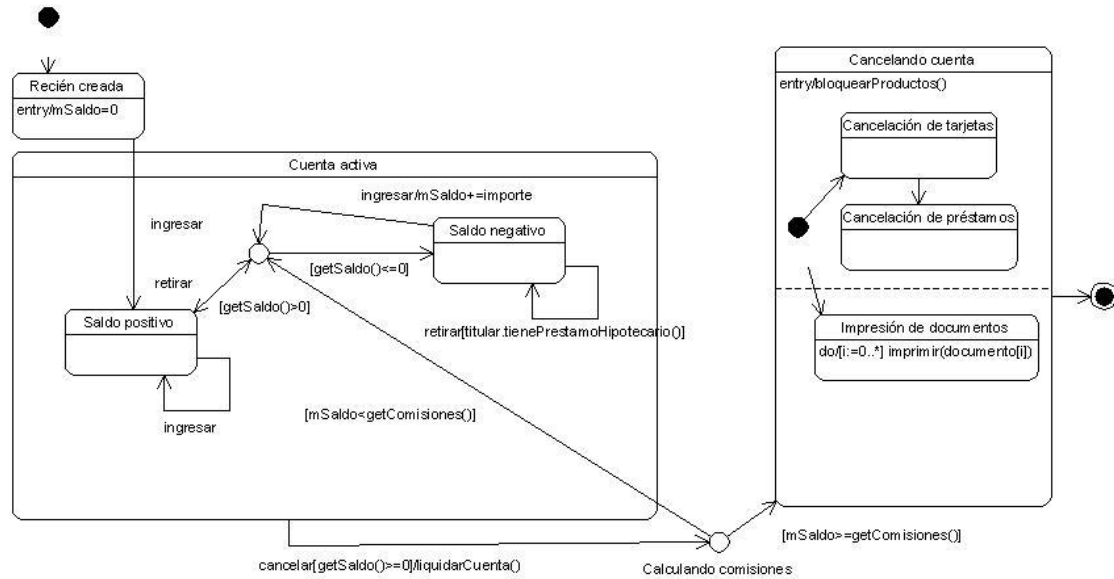 Recién creada
entry/mSaldo=0
ingresar
Cuenta activa
ingresar/mSaldo+=importe
Saldo negativo
[getSaldo()<=0]
retirar
[getSaldo()>0]
retirar[titular.tienePrestamoHipotecario()]
Saldo positivo
ingresar
[mSaldo<getComisiones()]
cancelar[getSaldo()>=0]/liquidarCuenta()
Calculando comisiones
[mSaldo>=getComisiones()]
Cancelando cuenta
entry/bloquearProductos()
Cancelación de tarjetas
Cancelación de préstamos
Impresión de documentos
do/[i:=0..*] imprimir(documento[i])